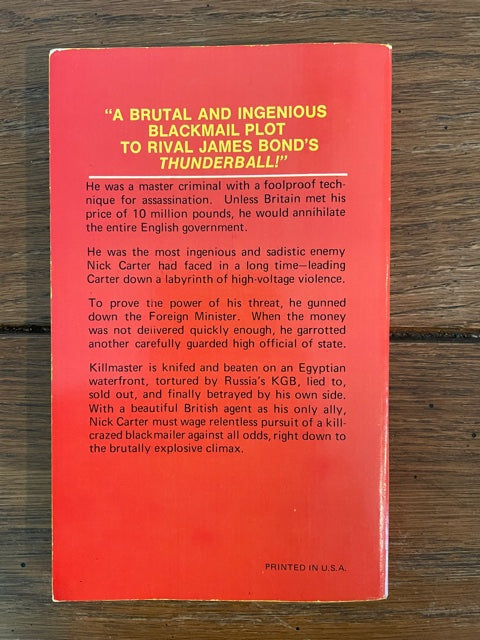 "A BRUTAL AND INGENIOUS
BLACKMAIL PLOT
TO RIVAL JAMES BOND'S
THUNDERBALL!"
He was a master criminal with a foolproof tech-
nique for assassination. Unless Britain met his
price of 10 million pounds, he would annihilate
the entire English government.
He was the most ingenious and sadistic enemy
Nick Carter had faced in a long time—leading
Carter down a labyrinth of high-voltage violence.
To prove the power of his threat, he gunned
down the Foreign Minister. When the money
was not delivered quickly enough, he garrotted
another carefully guarded high official of state.
Killmaster is knifed and beaten on an Egyptian
waterfront, tortured by Russia's KGB, lied to,
sold out, and finally betrayed by his own side.
With a beautiful British agent as his only ally,
Nick Carter must wage relentless pursuit of a kill-
crazed blackmailer against all odds, right down to
the brutally explosive climax.
PRINTED IN U.S.A.